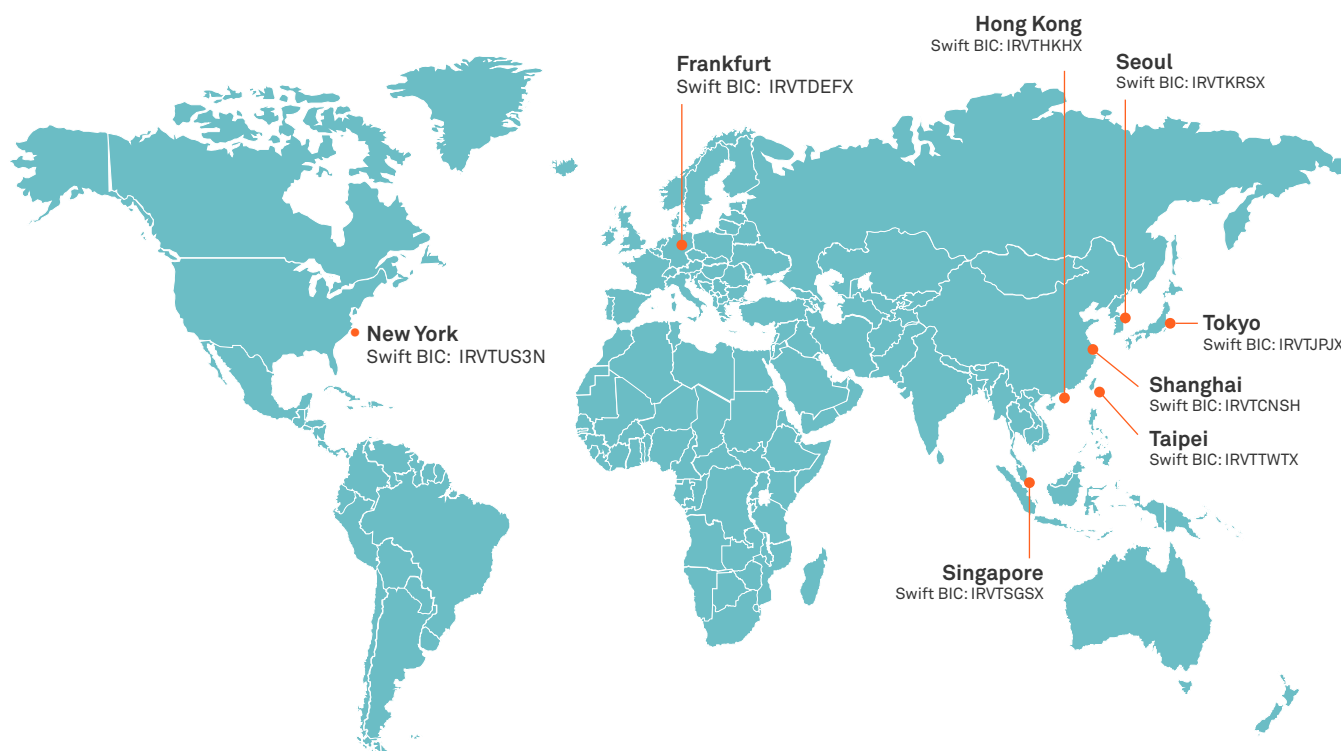 Hong Kong
Swift BIC: IRVTHKHX
Frankfurt
Swift BIC: IRVTDEFX
Seoul
Swift BIC: IRVTKRSX
New York
Swift BIC: IRVTUS3N
Tokyo
Swift BIC: IRVTJPJX
Shanghai
Swift BIC: IRVTCNSH
Taipei
Swift BIC: IRVTTWTX
Singapore
Swift BIC: IRVTSGSX